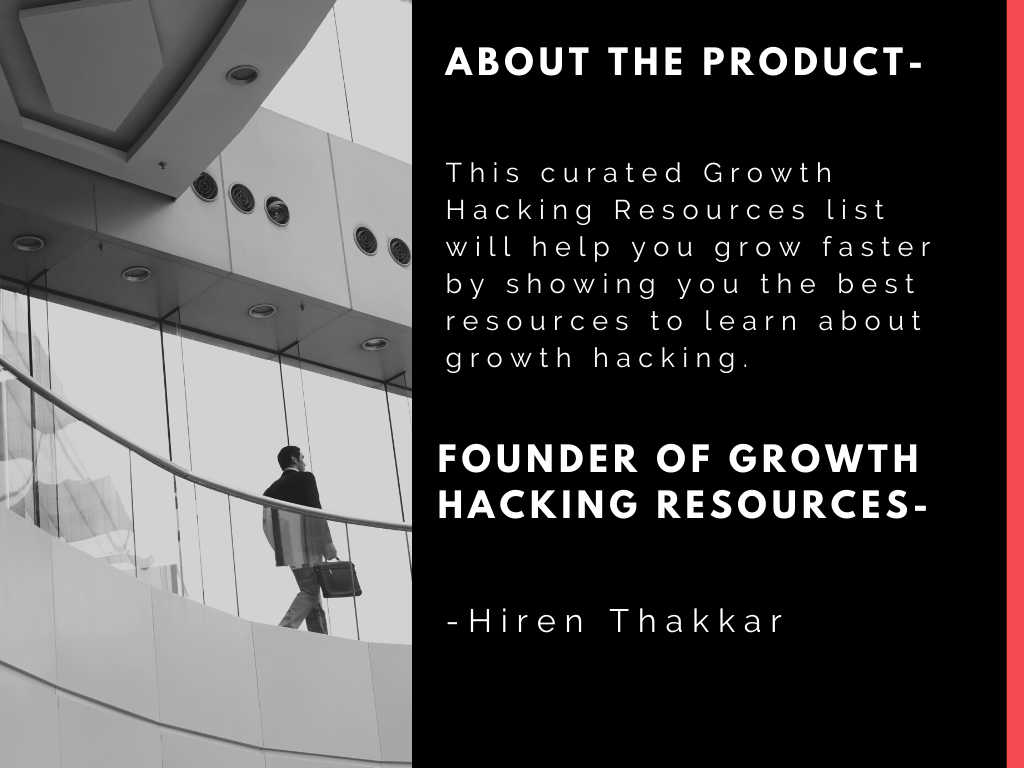 ABOUT THE PRODUCT-
This curated Growth
Hacking Resources list
will help you grow faster
by showing you the best
resources to learn about
growth hacking.
FOUNDER OF GROWTH
HACKING RESOURCES-
-Hiren Thakkar